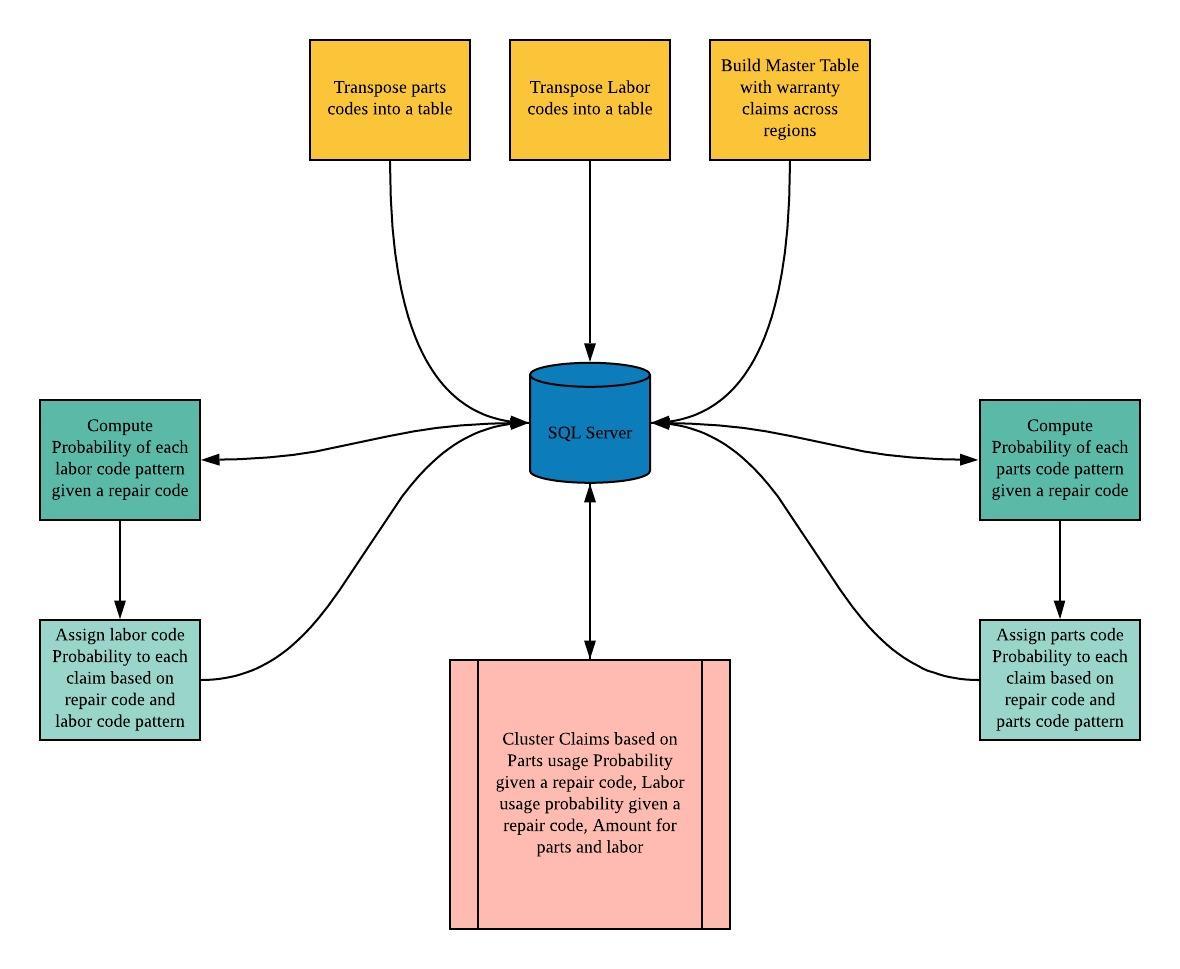 Transpose parts
codes into a table
Transpose Labor
codes into a table
Build Master Table
with warranty
claims across
regions
SQL Server
Compute
Probability of each
labor code pattern
given a repair code
Compute
Probability of each
parts code pattern
given a repair code
Assign labor code
Probability to each
claim based on
repair code and
labor code pattern
Assign parts code
Probability to each
claim based on
repair code and
parts code pattern
Cluster Claims based on
Parts usage Probability
given a repair code, Labor
usage probability given a
repair code, Amount for
parts and labor